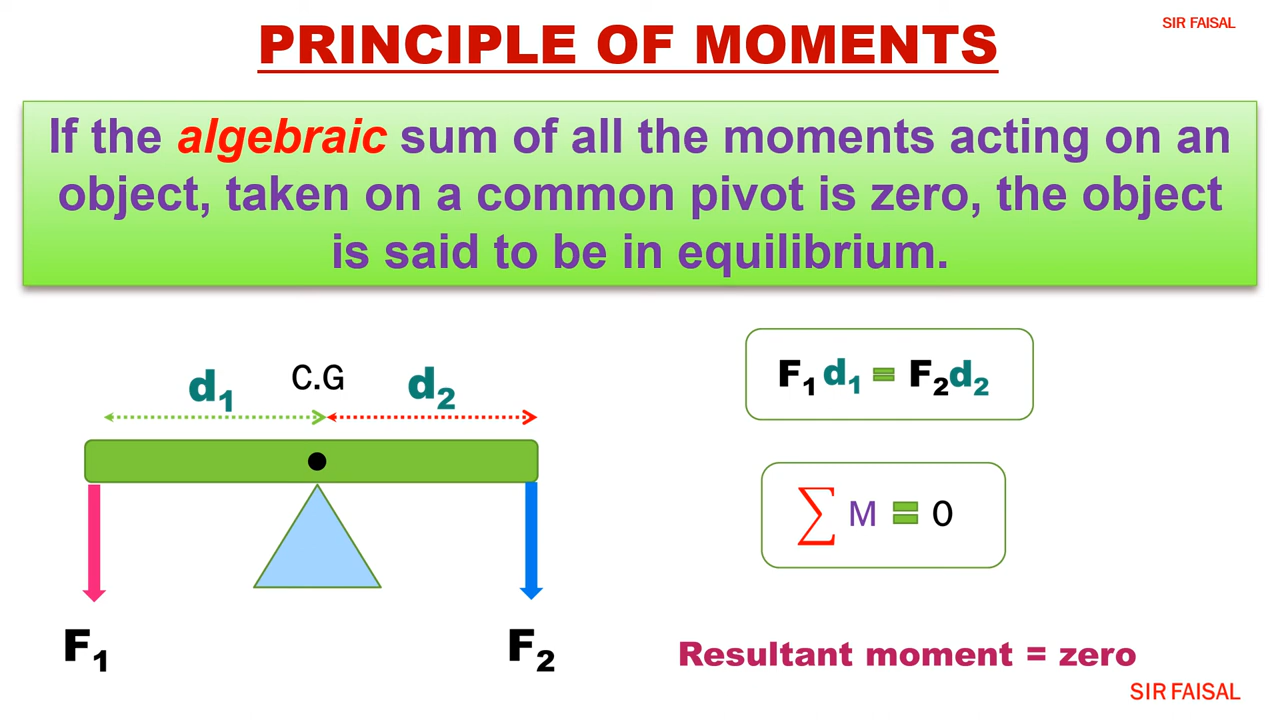 SIR FAISAL
PRINCIPLE OF MOMENTS
If the algebraic sum of all the moments acting on an
object, taken on a common pivot is zero, the object
is said to be in equilibrium.
d₁ C.G d₂
F₁ d₁ = F₂d₂
∑ M = 0
F₁ F₂
Resultant moment = zero
SIR FAISAL